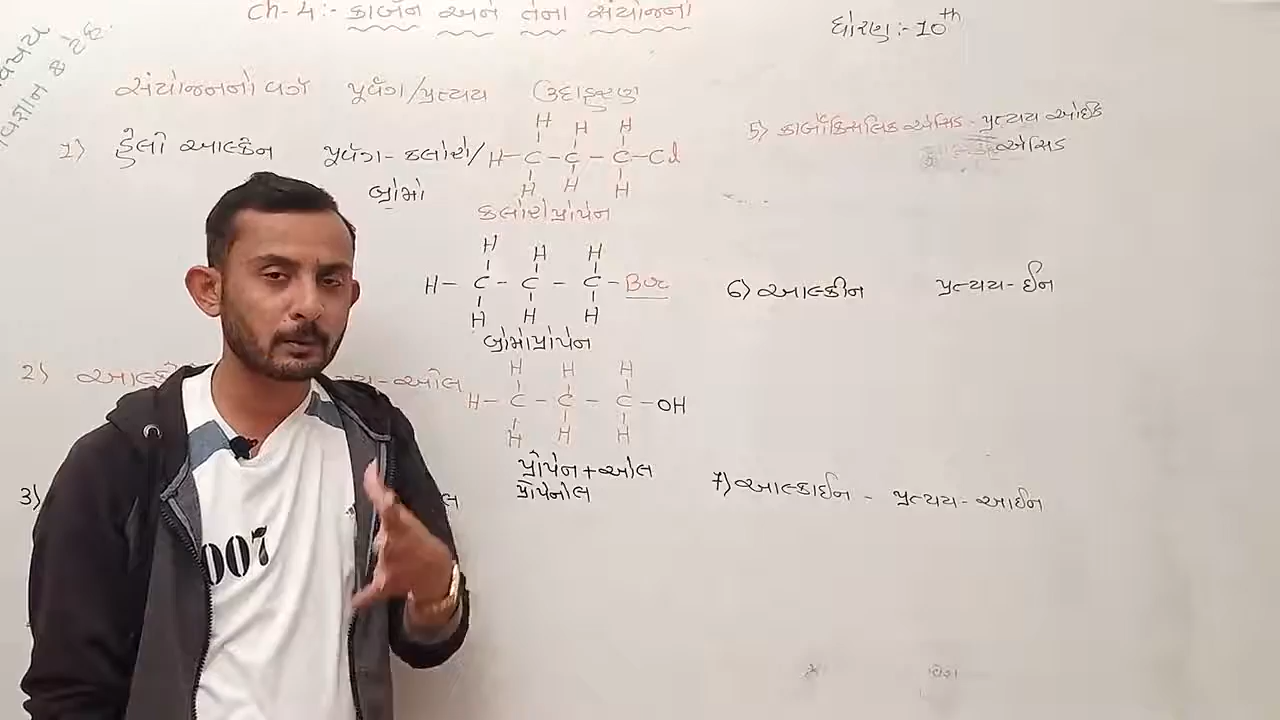 Ch-4:- કાર્બન અને તેના સંયોજનો
ધોરણ:- 10th
સંયોજનનો વર્ગ પૂર્વગ/પ્રત્યય ઉદાહરણ
1) હેલો આલ્કેન પૂર્વગ- ક્લોરો/
બ્રોમો
H H H
H-C-C-C-Cl
H H H
ક્લોરોપ્રોપેન
H H H
H-C-C-C-Br
H H H
બ્રોમોપ્રોપેન
2)
-ઓલ
H H H
H-C-C-C-OH
H H H
પ્રોપેન+ઓલ
પ્રોપેનોલ
3)
007
5) કાર્બોક્સિલિક એસિડ-પ્રત્યય ઓઈક
એસિડ
6) આલ્કીન પ્રત્યય-ઈન
7) આલ્કાઈન - પ્રત્યય-આઈન